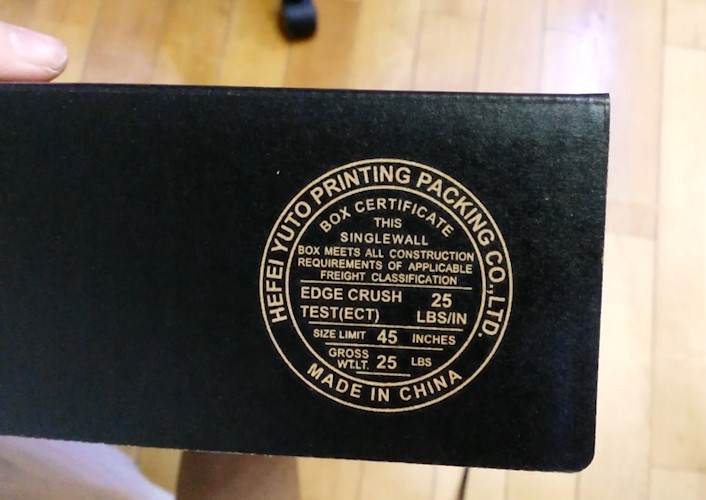 HEFEI YUTO PRINTING PACKING CO.,LTD.
BOX CERTIFICATE
THIS
SINGLEWALL
BOX MEETS ALL CONSTRUCTION
REQUIREMENTS OF APPLICABLE
FREIGHT CLASSIFICATION
EDGE CRUSH 25
TEST(ECT) LBS/IN
SIZE LIMIT 45 INCHES
GROSS
WT.LT. 25 LBS
MADE IN CHINA